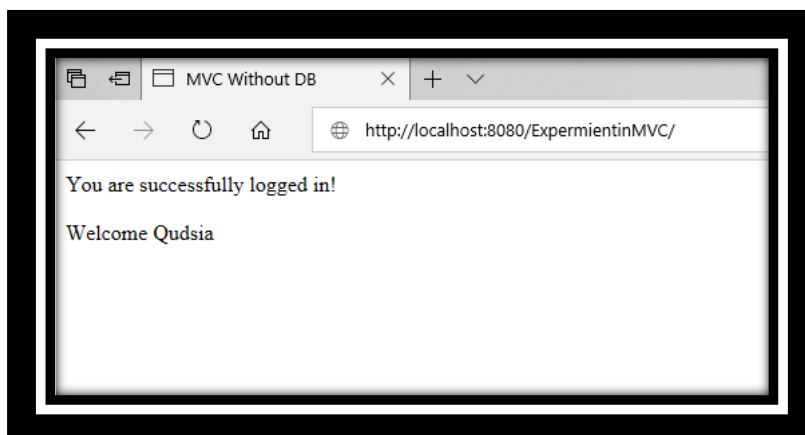 MVC Without DB
http://localhost:8080/ExpermientinMVC/
You are successfully logged in!
Welcome Qudsia